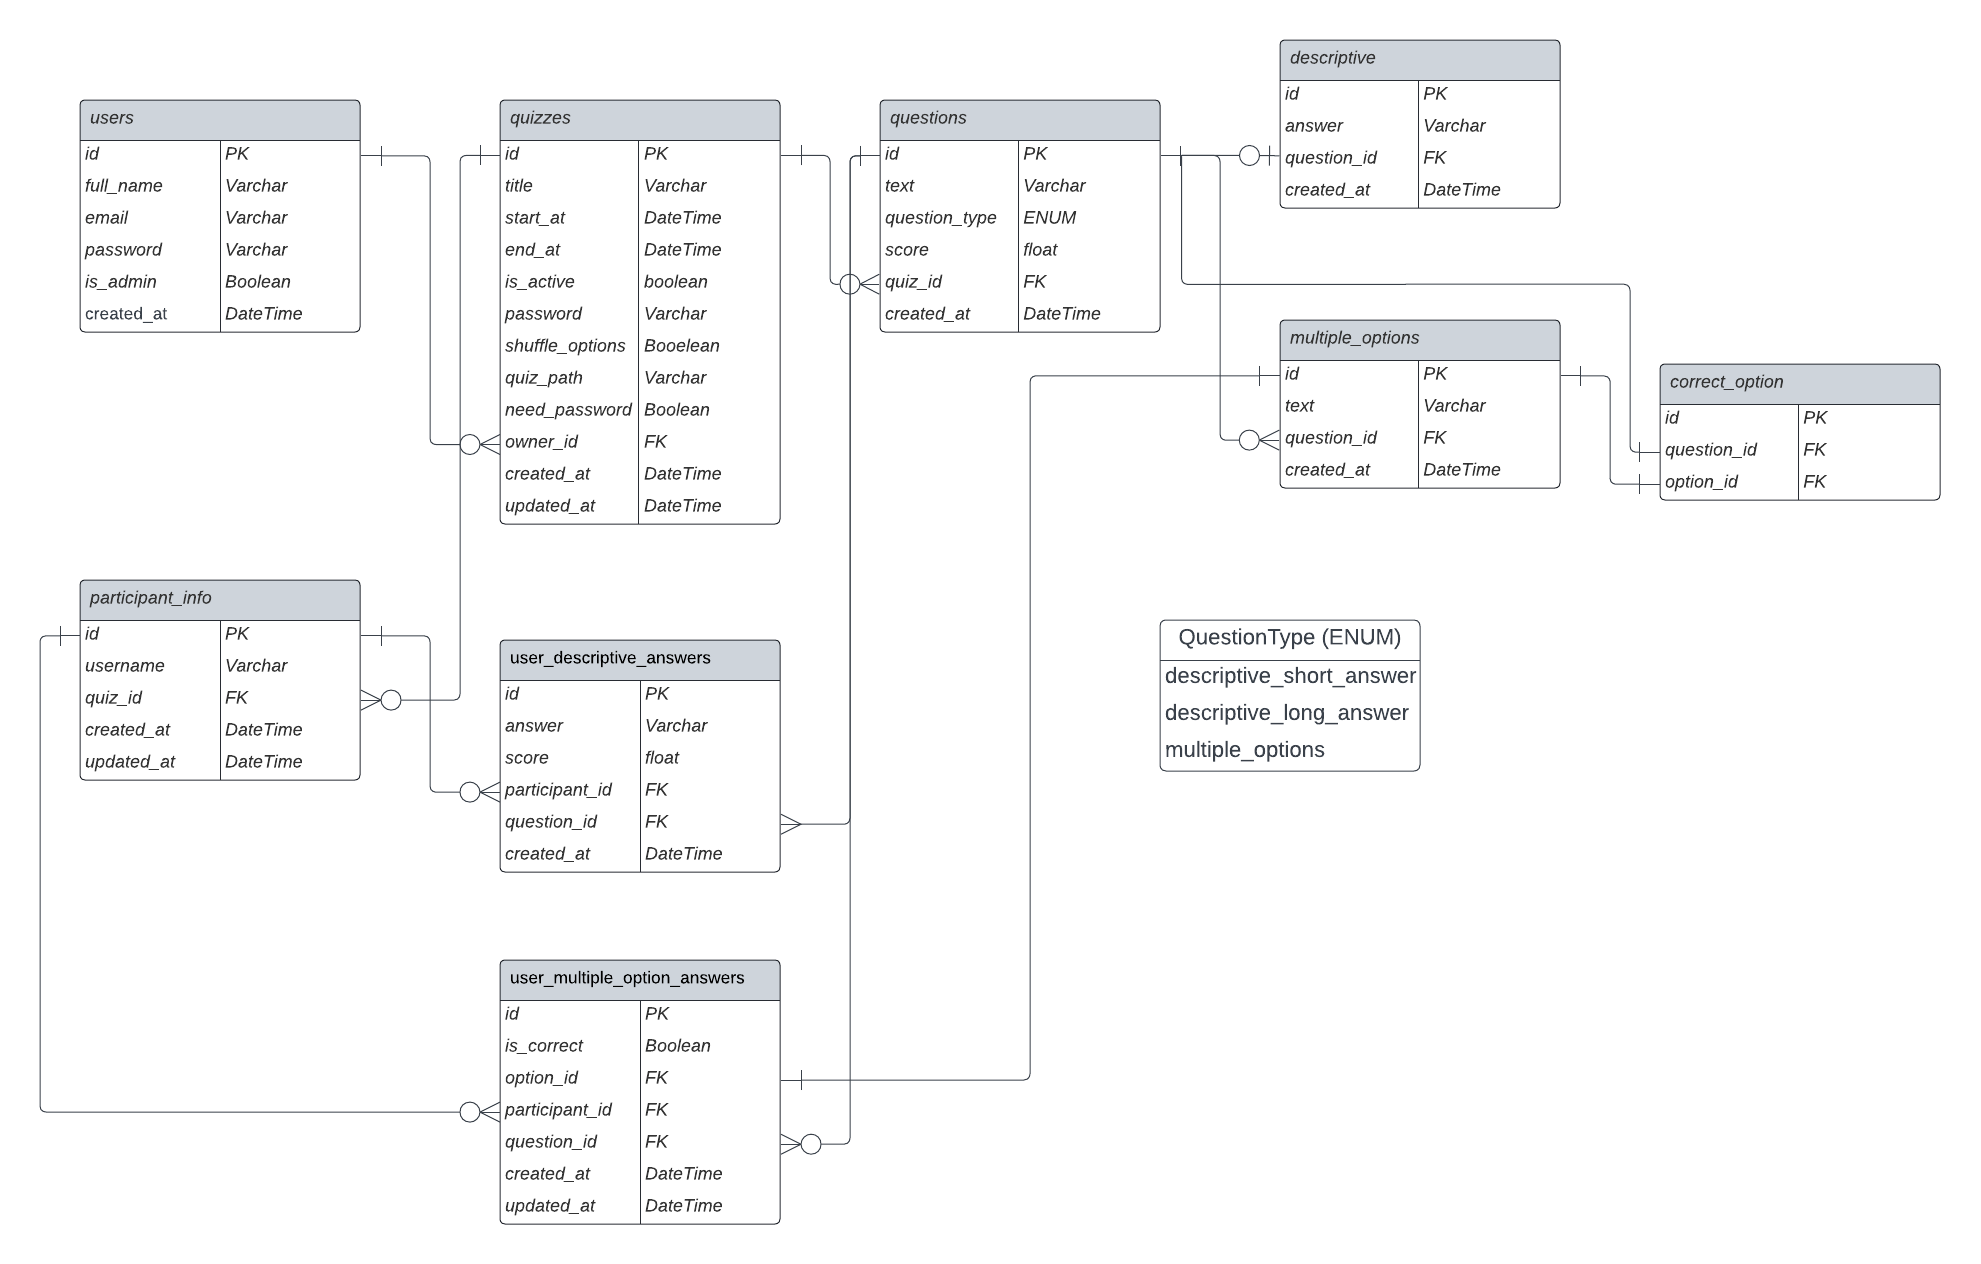 users
id PK
full_name Varchar
email Varchar
password Varchar
is_admin Boolean
created_at DateTime
quizzes
id PK
title Varchar
start_at DateTime
end_at DateTime
is_active boolean
password Varchar
shuffle_options Booelean
quiz_path Varchar
need_password Boolean
owner_id FK
created_at DateTime
updated_at DateTime
questions
id PK
text Varchar
question_type ENUM
score float
quiz_id FK
created_at DateTime
descriptive
id PK
answer Varchar
question_id FK
created_at DateTime
multiple_options
id PK
text Varchar
question_id FK
created_at DateTime
correct_option
id PK
question_id FK
option_id FK
participant_info
id PK
username Varchar
quiz_id FK
created_at DateTime
updated_at DateTime
user_descriptive_answers
id PK
answer Varchar
score float
participant_id FK
question_id FK
created_at DateTime
QuestionType (ENUM)
descriptive_short_answer
descriptive_long_answer
multiple_options
user_multiple_option_answers
id PK
is_correct Boolean
option_id FK
participant_id FK
question_id FK
created_at DateTime
updated_at DateTime